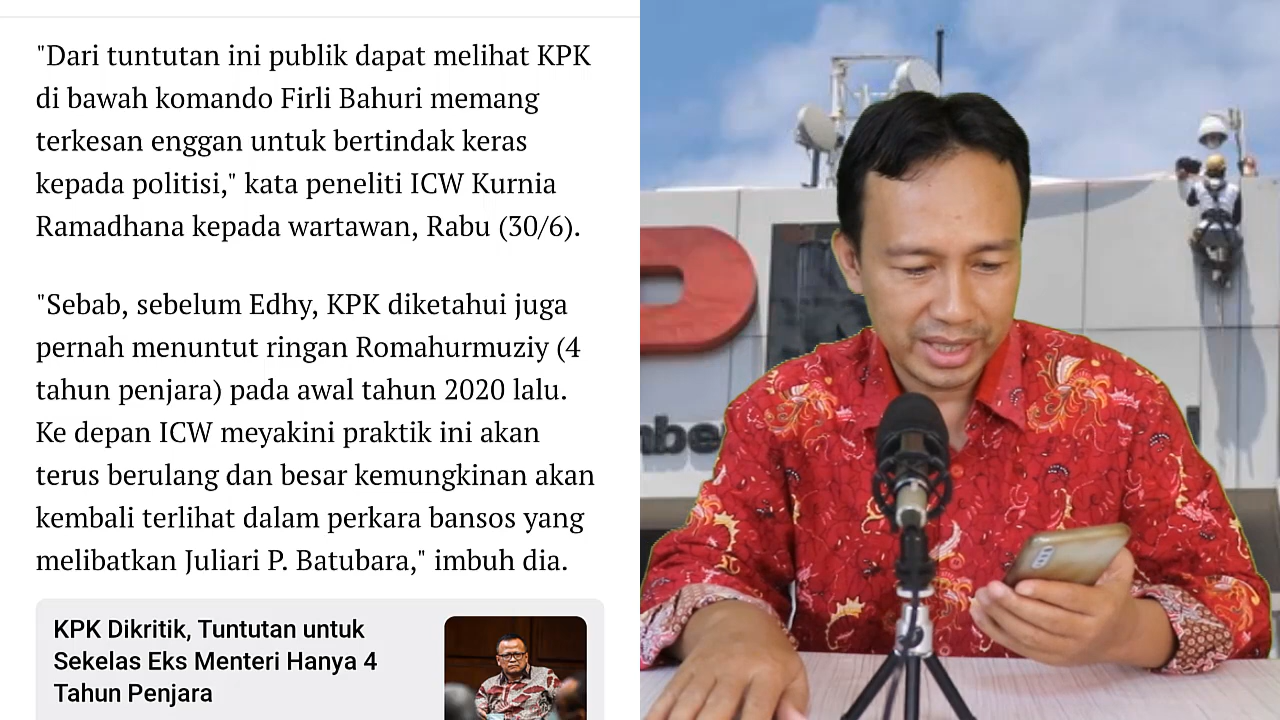 "Dari tuntutan ini publik dapat melihat KPK
di bawah komando Firli Bahuri memang
terkesan enggan untuk bertindak keras
kepada politisi," kata peneliti ICW Kurnia
Ramadhana kepada wartawan, Rabu (30/6).
"Sebab, sebelum Edhy, KPK diketahui juga
pernah menuntut ringan Romahurmuziy (4
tahun penjara) pada awal tahun 2020 lalu.
Ke depan ICW meyakini praktik ini akan
terus berulang dan besar kemungkinan akan
kembali terlihat dalam perkara bansos yang
melibatkan Juliari P. Batubara," imbuh dia.
KPK Dikritik, Tuntutan untuk
Sekelas Eks Menteri Hanya 4
Tahun Penjara